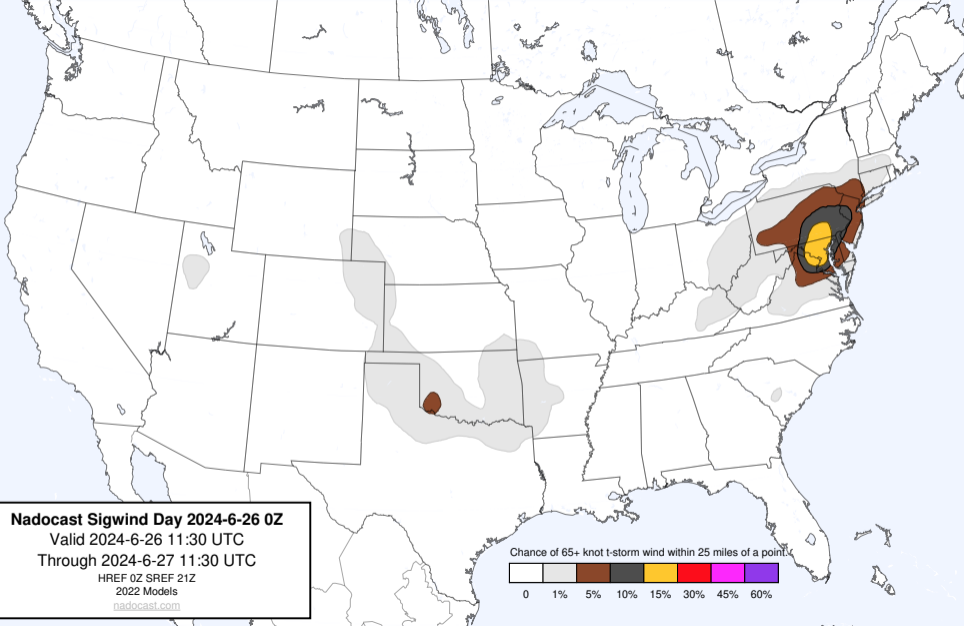 Nadocast Sigwind Day 2024-6-26 0Z
Valid 2024-6-26 11:30 UTC
Through 2024-6-27 11:30 UTC
HREF 0Z SREF 21Z
2022 Models
nadocast.com
Chance of 65+ knot t-storm wind within 25 miles of a point.
0 1% 5% 10% 15% 30% 45% 60%